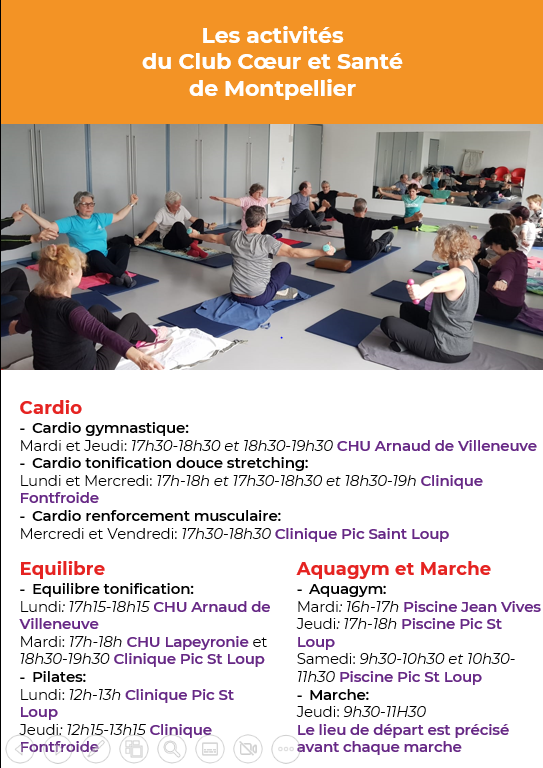 Les activités
du Club Cœur et Santé
de Montpellier
Cardio
- Cardio gymnastique:
Mardi et Jeudi: 17h30-18h30 et 18h30-19h30 CHU Arnaud de Villeneuve
- Cardio tonification douce stretching:
Lundi et Mercredi: 17h-18h et 17h30-18h30 et 18h30-19h Clinique
Fontfroide
- Cardio renforcement musculaire:
Mercredi et Vendredi: 17h30-18h30 Clinique Pic Saint Loup
Equilibre
- Equilibre tonification:
Lundi: 17h15-18h15 CHU Arnaud de
Villeneuve
Mardi: 17h-18h CHU Lapeyronie et
18h30-19h30 Clinique Pic St Loup
- Pilates:
Lundi: 12h-13h Clinique Pic St
Loup
Jeudi: 12h15-13h15 Clinique
Fontfroide
Aquagym et Marche
- Aquagym:
Mardi: 16h-17h Piscine Jean Vives
Jeudi: 17h-18h Piscine Pic St
Loup
Samedi: 9h30-10h30 et 10h30-
11h30 Piscine Pic St Loup
- Marche:
Jeudi: 9h30-11H30
Le lieu de départ est précisé
avant chaque marche